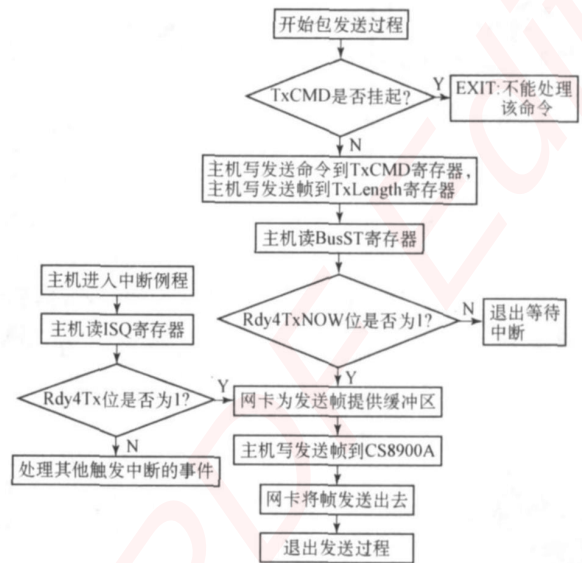 开始包发送过程
TxCMD是否挂起?
Y
EXIT:不能处理
该命令
N
主机写发送命令到TxCMD寄存器,
主机写发送帧到TxLength寄存器
主机读BusST寄存器
主机进入中断例程
主机读ISQ寄存器
Rdy4TxNOW位是否为1?
N
退出等待
中断
Y
Rdy4Tx位是否为1?
Y
网卡为发送帧提供缓冲区
N
主机写发送帧到CS8900A
处理其他触发中断的事件
网卡将帧发送出去
退出发送过程